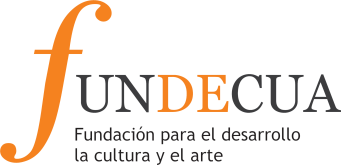 fUNDECUA
Fundación para el desarrollo
la cultura y el arte